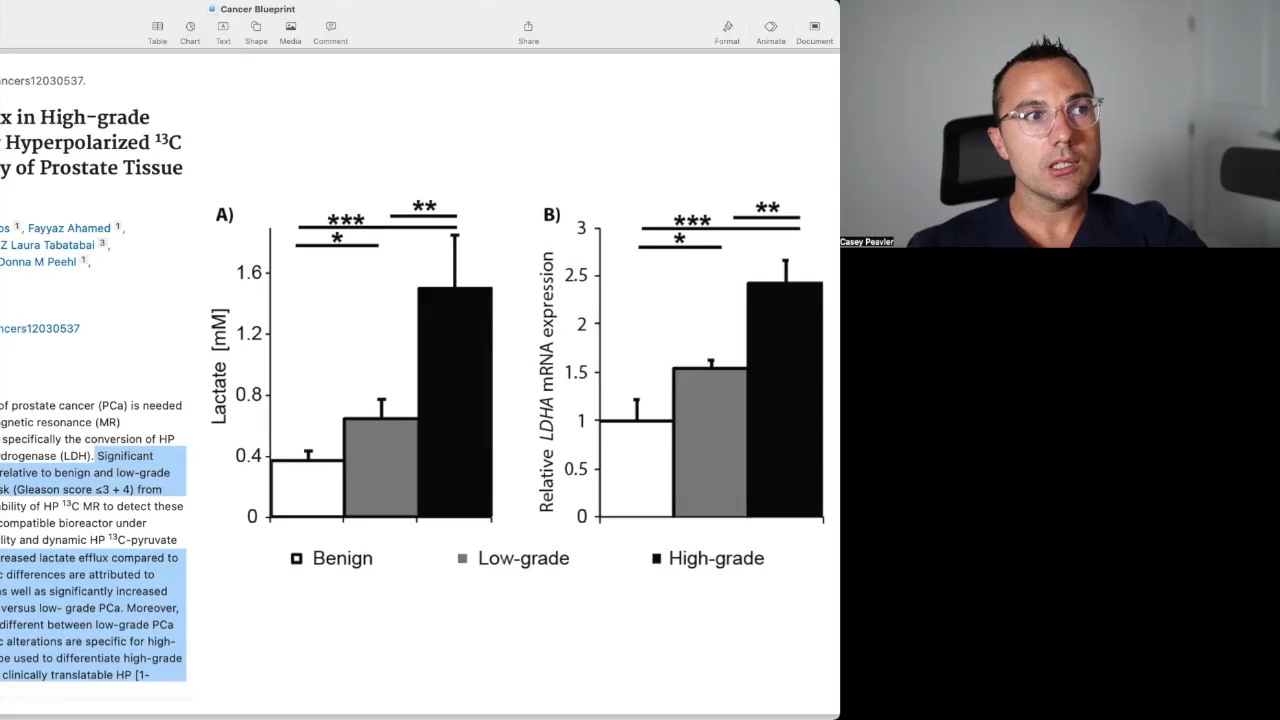 Cancer Blueprint
Table
Chart
Text
Shape
Media
Comment
Share
Format
Animate
Document
ncers12030537.
x in High-grade
Hyperpolarized ¹³C
y of Prostate Tissue
os 1, Fayyaz Ahamed 1,
Z Laura Tabatabai 3,
Donna M Peehl 1,
ncers12030537
of prostate cancer (PCa) is needed
agnetic resonance (MR)
specifically the conversion of HP
drogenase (LDH). Significant
relative to benign and low-grade
sk (Gleason score ≤3 + 4) from
ability of HP ¹³C MR to detect these
compatible bioreactor under
ility and dynamic HP ¹³C-pyruvate
reased lactate efflux compared to
c differences are attributed to
as well as significantly increased
versus low- grade PCa. Moreover,
different between low-grade PCa
c alterations are specific for high-
be used to differentiate high-grade
clinically translatable HP [1-
A)
**
***
*
Lactate [mM]
1.6
1.2
0.8
0.4
0
B)
**
***
*
Relative LDHA mRNA expression
3
2.5
2
1.5
1
0.5
0
Benign
Low-grade
High-grade
Casey Peavler